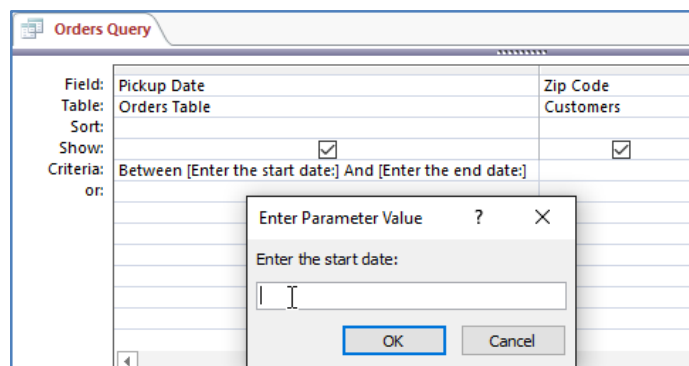 Orders Query
Field: Pickup Date Zip Code
Table: Orders Table Customers
Sort:
Show:
Criteria: Between [Enter the start date:] And [Enter the end date:]
or:
Enter Parameter Value ?
Enter the start date:
OK Cancel